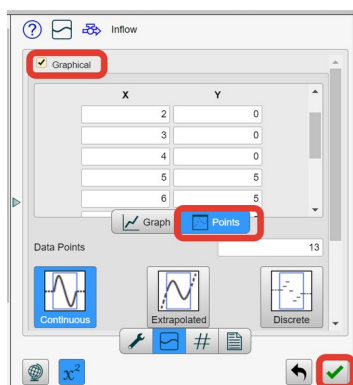 Inflow
Graphical
X Y
2 0
3 0
4 0
5 5
6 5
Graph Points
Data Points 13
Continuous Extrapolated Discrete
#
x²